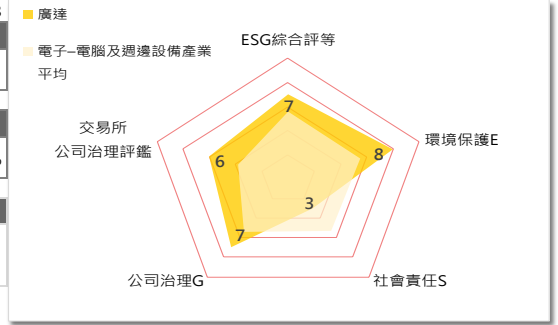 廣達
電子–電腦及週邊設備產業
平均
ESG綜合評等
7
環境保護E
8
交易所
公司治理評鑑
6
3
7
公司治理G
社會責任S